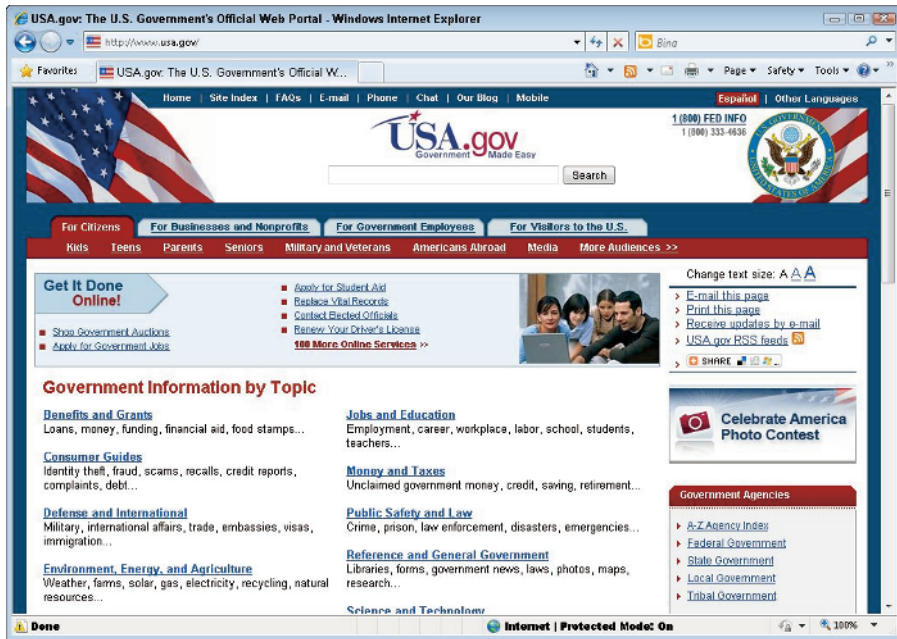 USA.gov: The U.S. Government's Official Web Portal - Windows Internet Explorer
http://www.usa.gov/
Bing
Favorites
USA.gov: The U.S. Government's Official W...
Page
Safety
Tools
Home | Site Index | FAQs | E-mail | Phone | Chat | Our Blog | Mobile
Español | Other Languages
USA.gov
Government Made Easy
1 (800) FED INFO
1 (800) 333-4636
Search
For Citizens
For Businesses and Nonprofits
For Government Employees
For Visitors to the U.S.
Kids Teens Parents Seniors Military and Veterans Americans Abroad Media More Audiences >>
Get It Done
Online!
Shop Government Auctions
Apply for Government Jobs
Apply for Student Aid
Replace Vital Records
Contact Elected Officials
Renew Your Driver's License
100 More Online Services >>
Change text size: A A A
E-mail this page
Print this page
Receive updates by e-mail
USA.gov RSS feeds
SHARE
Government Information by Topic
Benefits and Grants
Loans, money, funding, financial aid, food stamps...
Consumer Guides
Identity theft, fraud, scams, recalls, credit reports,
complaints, debt...
Defense and International
Military, international affairs, trade, embassies, visas,
immigration...
Environment, Energy, and Agriculture
Weather, farms, solar, gas, electricity, recycling, natural
resources...
Jobs and Education
Employment, career, workplace, labor, school, students,
teachers...
Money and Taxes
Unclaimed government money, credit, saving, retirement...
Public Safety and Law
Crime, prison, law enforcement, disasters, emergencies...
Reference and General Government
Libraries, forms, government news, laws, photos, maps,
research...
Science and Technology
Celebrate America
Photo Contest
Government Agencies
A-Z Agency Index
Federal Government
State Government
Local Government
Tribal Government
Done
Internet | Protected Mode: On
100%